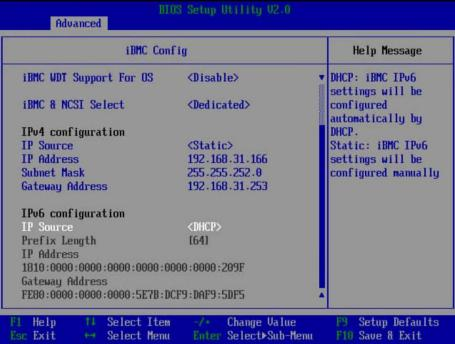 BIOS Setup Utility V2.0
Advanced
iBMC Config
Help Message
iBMC WDT Support For OS <Disable>
iBMC & NCSI Select <Dedicated>
IPv4 configuration
IP Source <Static>
IP Address 192.168.31.166
Subnet Mask 255.255.252.0
Gateway Address 192.168.31.253
IPv6 configuration
IP Source <DHCP>
Prefix Length [64]
IP Address
1810:0000:0000:0000:0000:0000:0000:209F
Gateway Address
FE80:0000:0000:0000:5E7B:DCF9:DAF9:5DF5
DHCP: iBMC IPv6
settings will be
configured
automatically by
DHCP.
Static: iBMC IPv6
settings will be
configured manually
F1 Help ↑↓ Select Item -/+ Change Value F9 Setup Defaults
Esc Exit ↔ Select Menu Enter Select▶Sub-Menu F10 Save & Exit